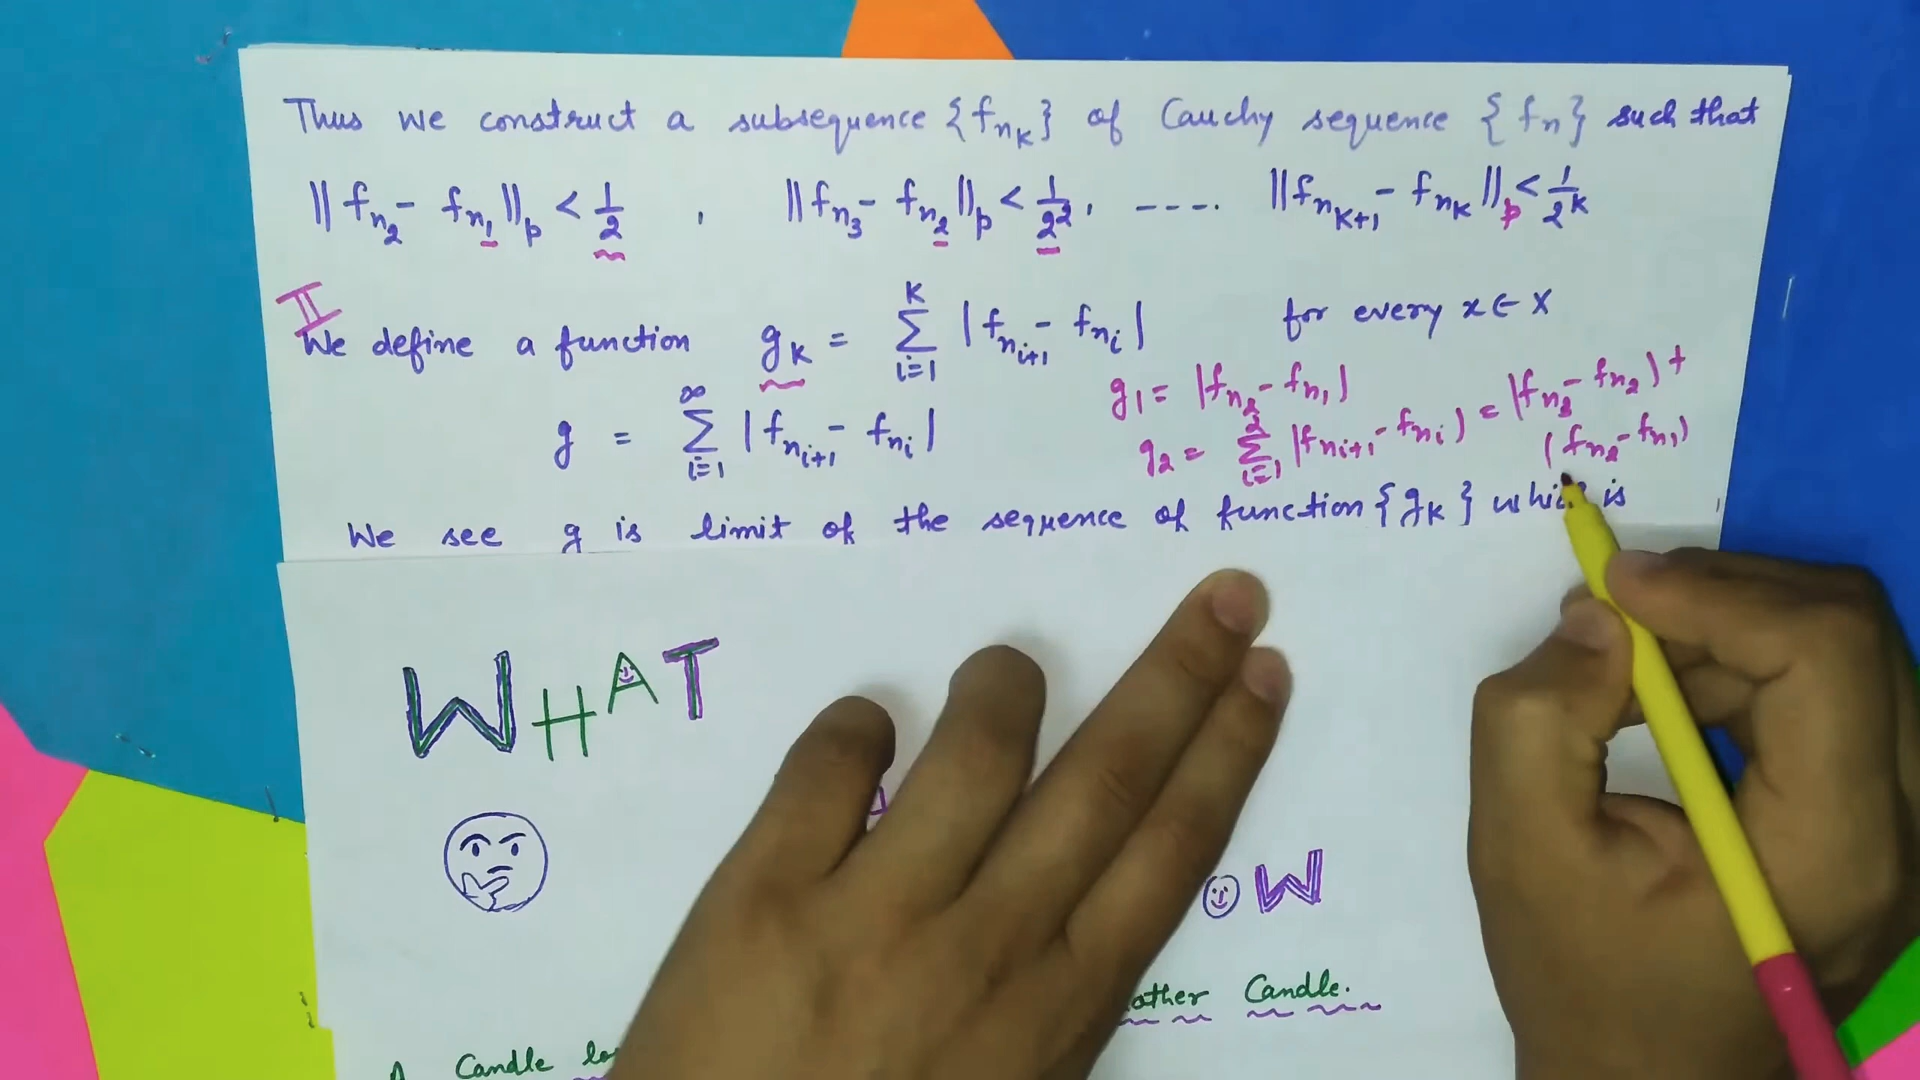 Thus we construct a subsequence {f_{n_k}} of Cauchy sequence {f_n} such that
||f_{n_2} - f_{n_1}||_p < 1/2 , ||f_{n_3} - f_{n_2}||_p < 1/2^2, ----. ||f_{n_{k+1}} - f_{n_k}||_p < 1/2^k
II
We define a function g_k = \sum_{i=1}^{k} |f_{n_{i+1}} - f_{n_i}| for every x ∈ X
g_1 = |f_{n_2} - f_{n_1}|
g = \sum_{i=1}^{∞} |f_{n_{i+1}} - f_{n_i}|
g_2 = \sum_{i=1}^{2} |f_{n_{i+1}} - f_{n_i}| = |f_{n_3} - f_{n_2}| +
|f_{n_2} - f_{n_1}|
We see g is limit of the sequence of function {g_k} which is
WHAT
W
other Candle.
A Candle